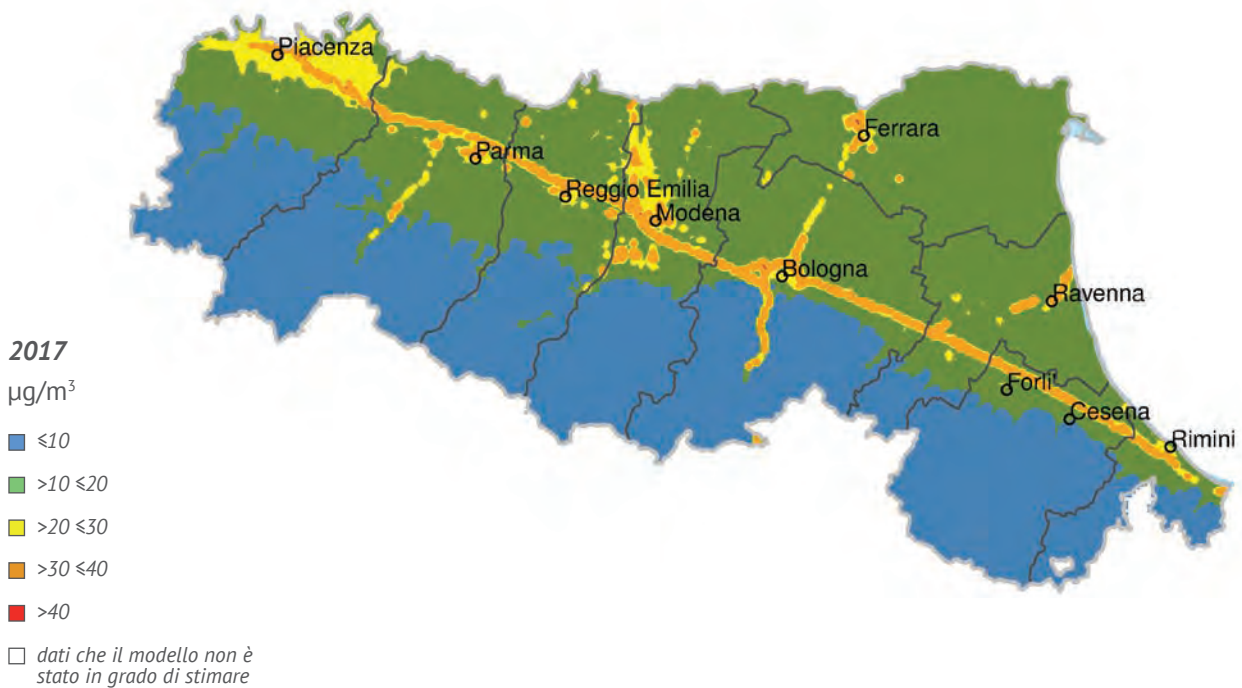 Piacenza
Parma
Reggio Emilia
Modena
Ferrara
Bologna
Ravenna
Forli'
Cesena
Rimini
2017
µg/m³
≤10
>10 ≤20
>20 ≤30
>30 ≤40
>40
dati che il modello non è
stato in grado di stimare